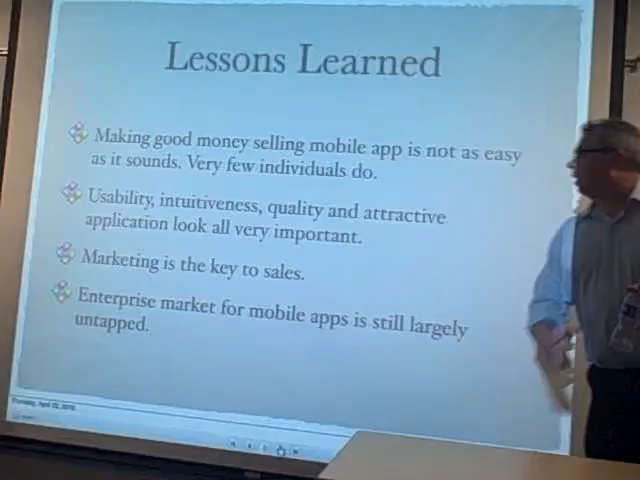 Lessons Learned
Making good money selling mobile app is not as easy
as it sounds. Very few individuals do.
Usability, intuitiveness, quality and attractive
application look all very important.
Marketing is the key to sales.
Enterprise market for mobile apps is still largely
untapped.